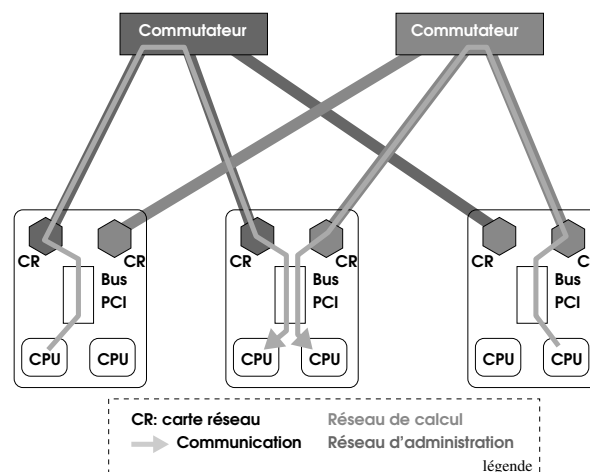 Commutateur
Commutateur
CR
CR
CR
CR
CR
C
Bus
PCI
Bus
PCI
Bus
PCI
CPU
CPU
CPU
CPU
CPU
CPU
CR: carte réseau
Réseau de calcul
Communication
Réseau d'administration
légende